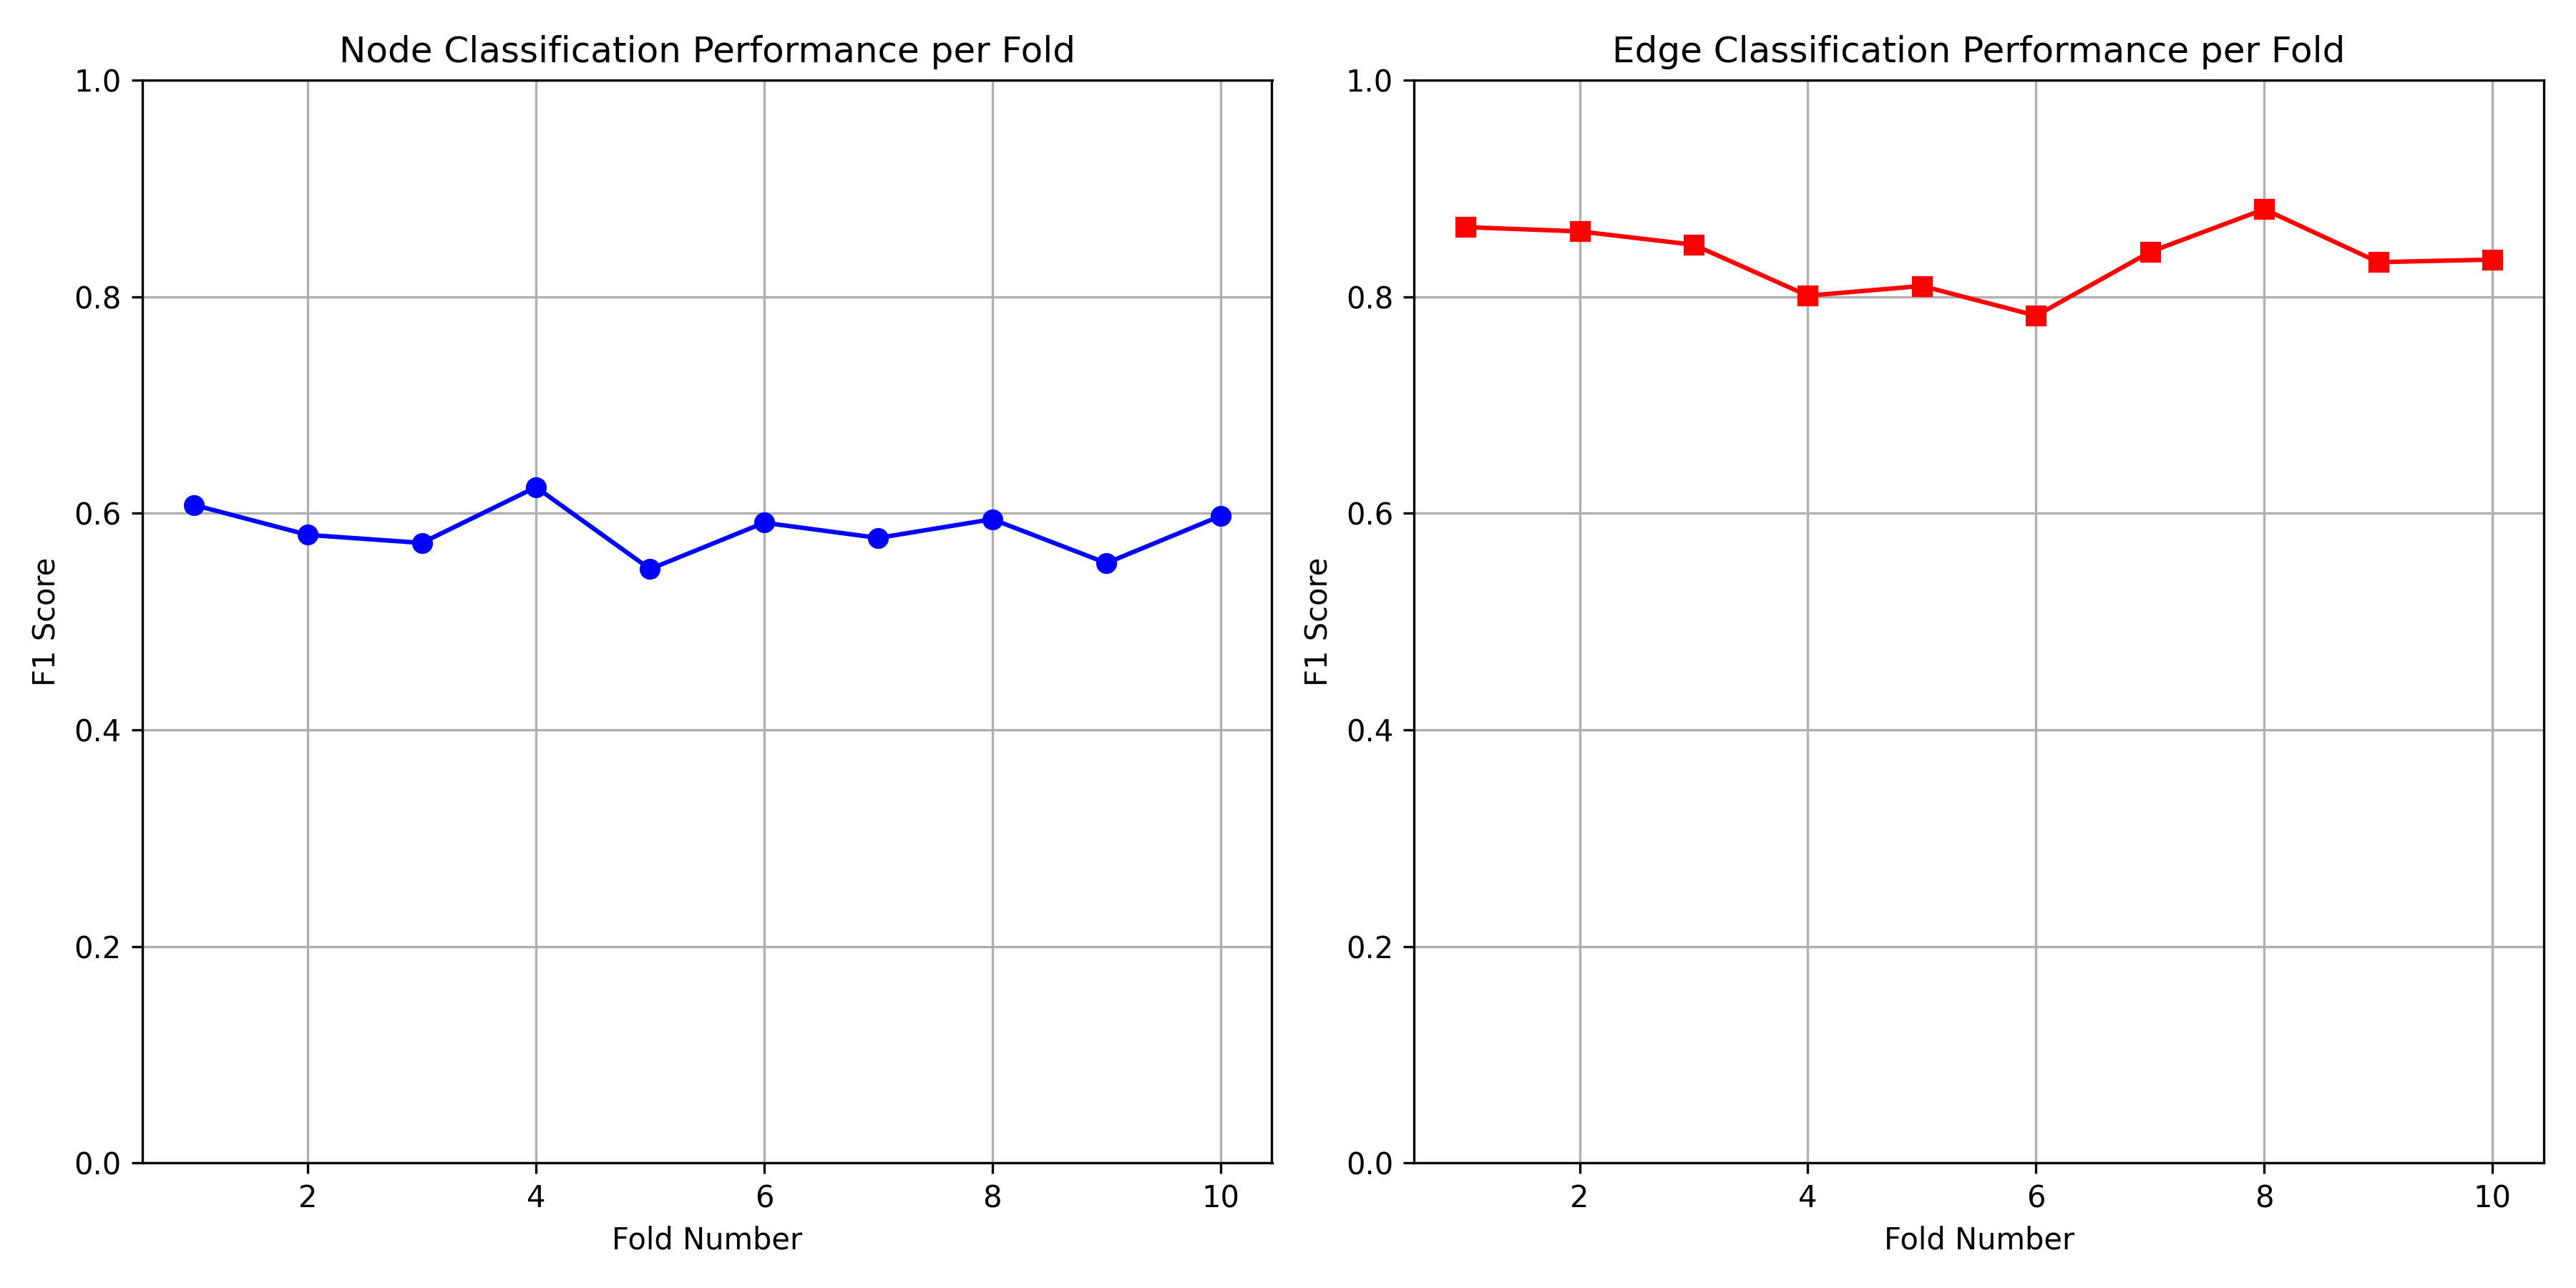 Node Classification Performance per Fold
1.0
0.8
0.6
0.4
0.2
0.0
F1 Score
2 4 6 8 10
Fold Number
Edge Classification Performance per Fold
1.0
0.8
0.6
0.4
0.2
0.0
F1 Score
2 4 6 8 10
Fold Number